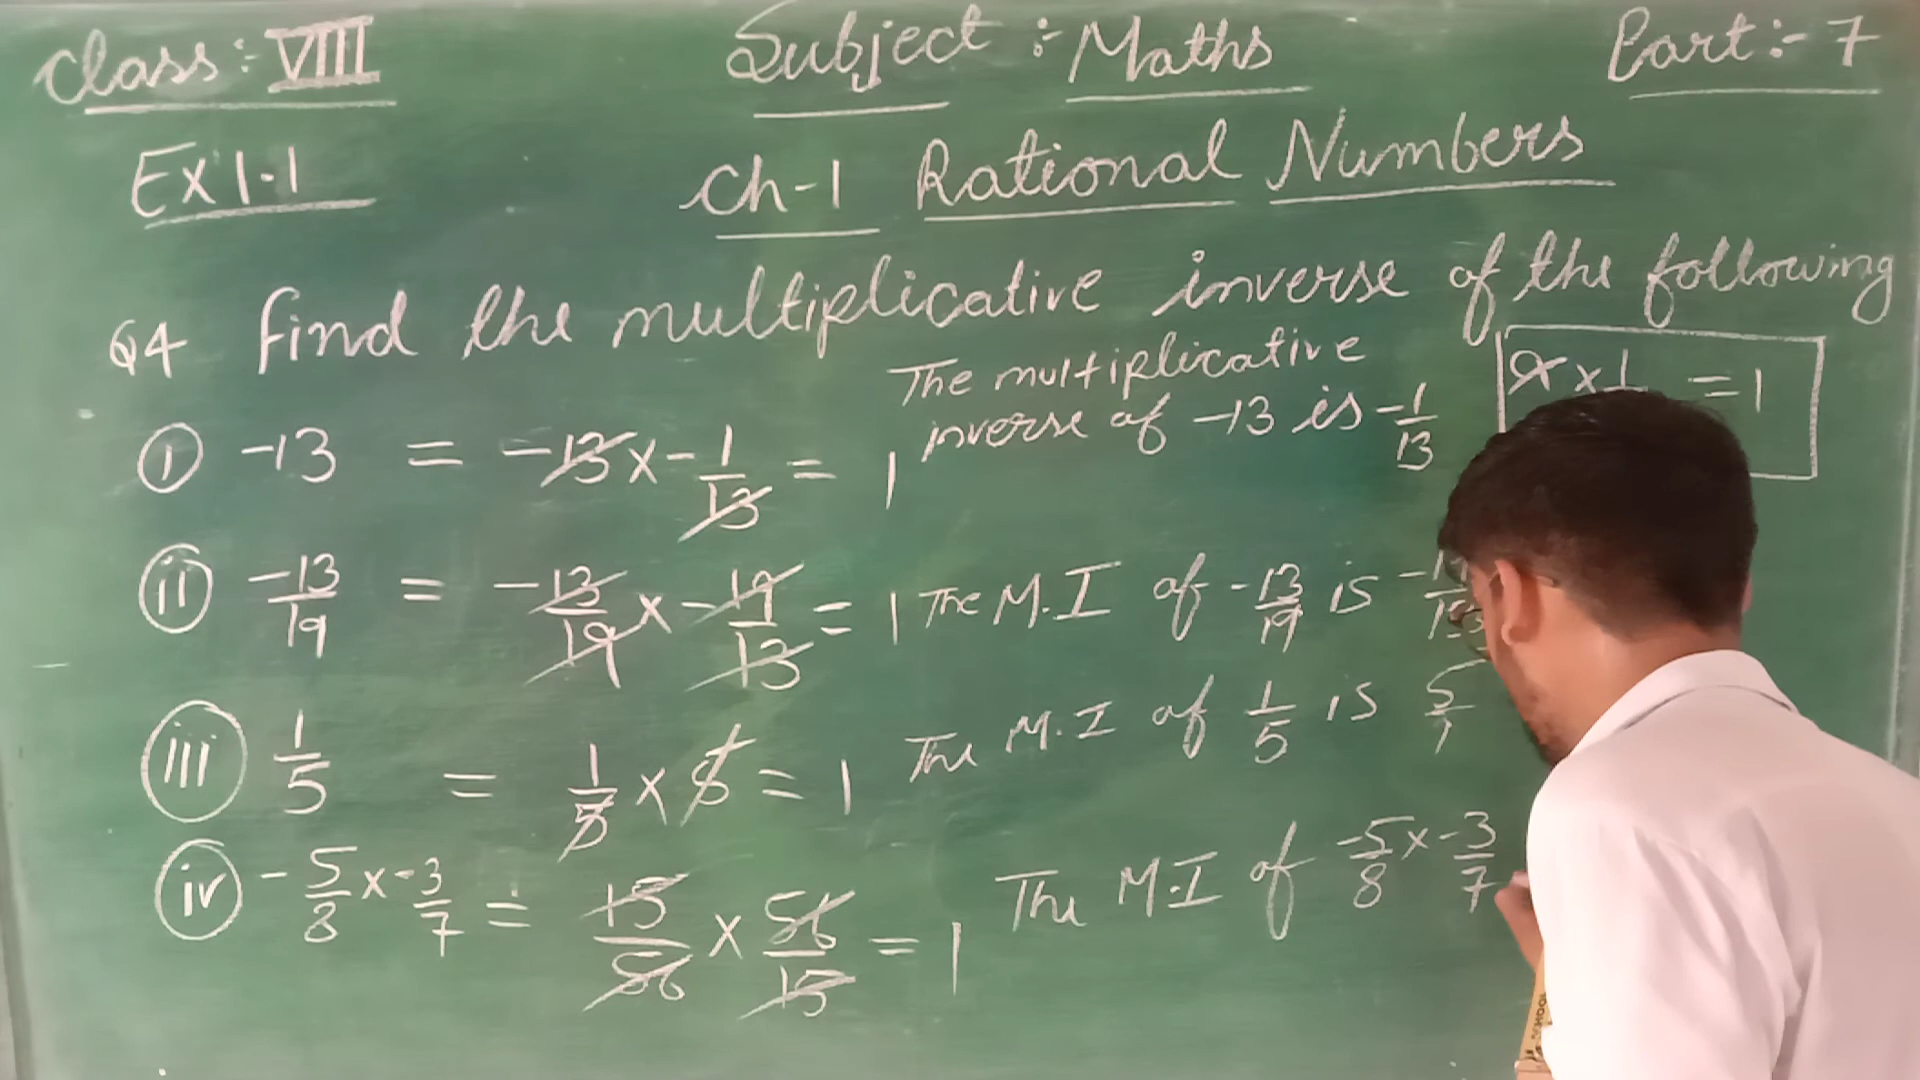 Class:- VIII Subject :- Maths Part:- 7
Ex 1.1 Ch-1 Rational Numbers
Q4 Find the multiplicative inverse of the following
The multiplicative
inverse of -13 is -1/13
x × 1 = 1
(i) -13 = -13 × -1/13 = 1
(ii) -13/19 = -13/19 × -19/13 = 1 The M.I of -13/19 is -19/13
(iii) 1/5 = 1/5 × 5 = 1 The M.I of 1/5 is 5/1
(iv) -5/8 × -3/7 = 15/56 × 56/15 = 1 The M.I of -5/8 × -3/7